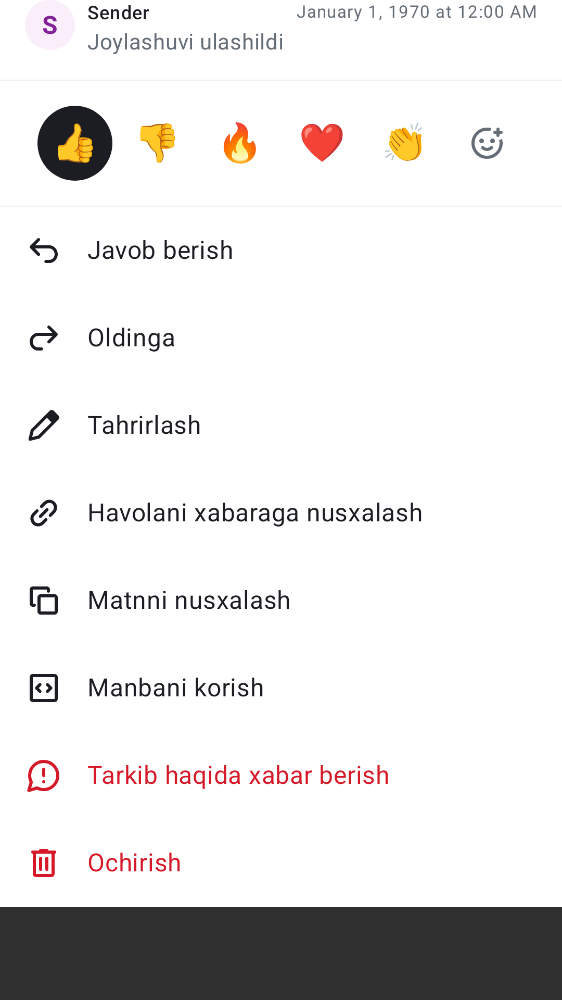 S
Sender
January 1, 1970 at 12:00 AM
Joylashuvi ulashildi
Javob berish
Oldinga
Tahrirlash
Havolani xabaraga nusxalash
Matnni nusxalash
Manbani korish
Tarkib haqida xabar berish
Ochirish